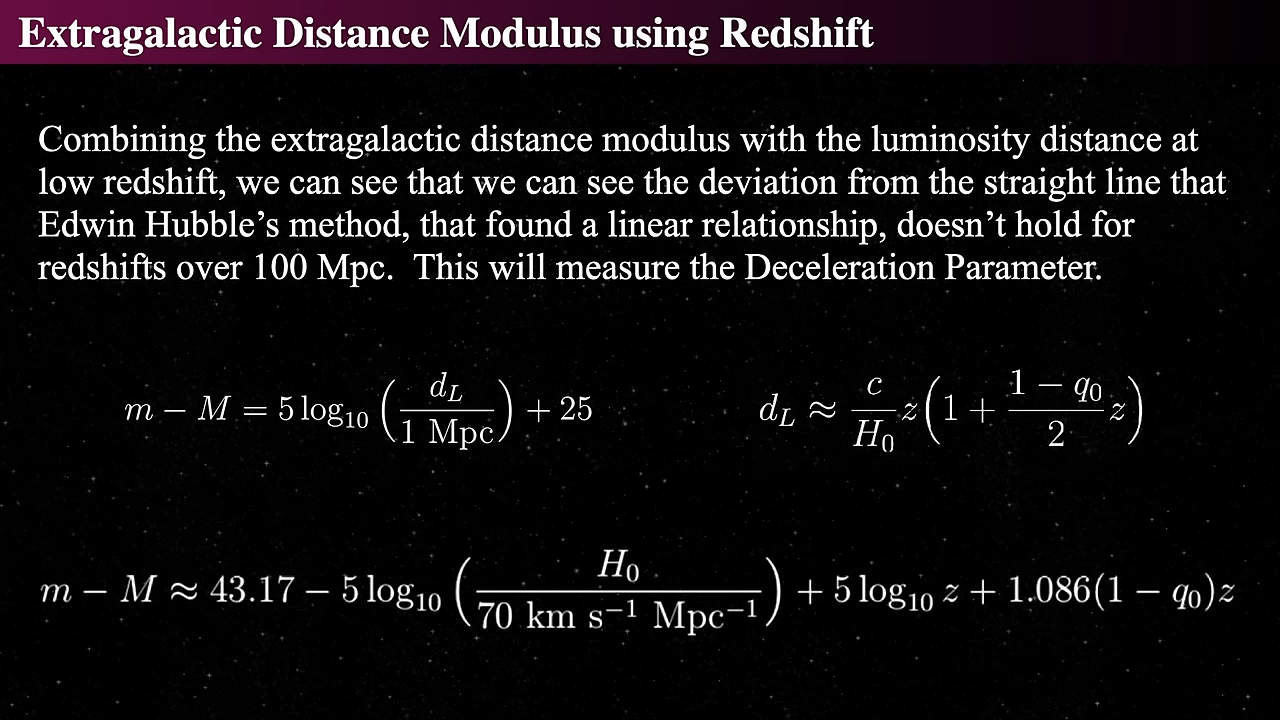 Extragalactic Distance Modulus using Redshift
Combining the extragalactic distance modulus with the luminosity distance at
low redshift, we can see that we can see the deviation from the straight line that
Edwin Hubble’s method, that found a linear relationship, doesn’t hold for
redshifts over 100 Mpc.  This will measure the Deceleration Parameter.
m − M = 5 log₁₀ (d_L / 1 Mpc) + 25
d_L ≈ c/H₀ z(1 + (1 − q₀)/2 z)
m − M ≈ 43.17 − 5 log₁₀ (H₀ / 70 km s⁻¹ Mpc⁻¹) + 5 log₁₀ z + 1.086(1 − q₀)z